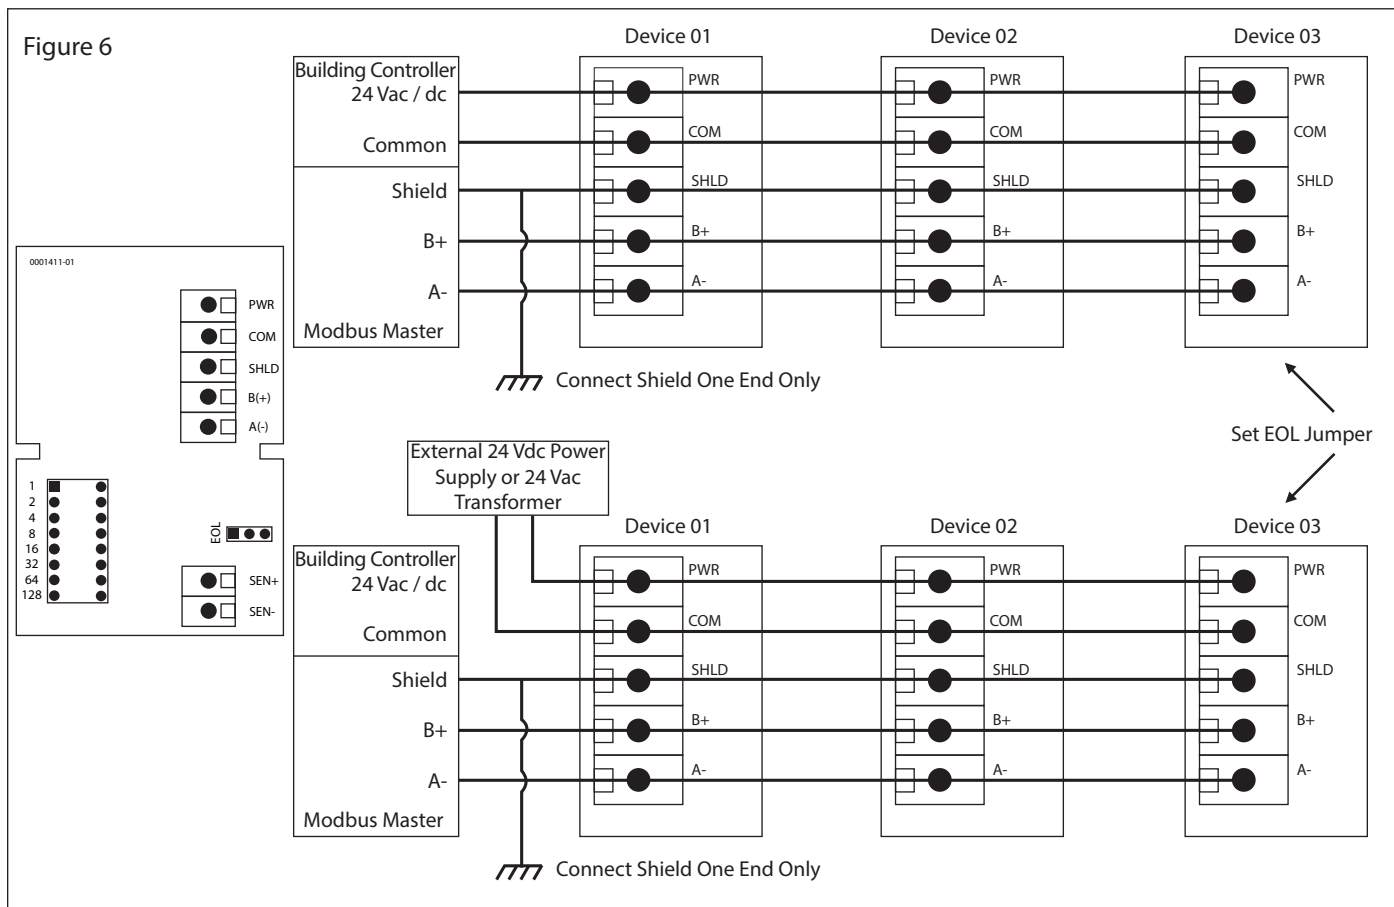 Figure 6
Device 01
Device 02
Device 03
Building Controller
24 Vac / dc
Common
Shield
B+
A-
Modbus Master
PWR
COM
SHLD
B+
A-
PWR
COM
SHLD
B+
A-
PWR
COM
SHLD
B+
A-
Connect Shield One End Only
Set EOL Jumper
0001411-01
PWR
COM
SHLD
B(+)
A(-)
1
2
4
8
16
32
64
128
EOL
SEN+
SEN-
External 24 Vdc Power
Supply or 24 Vac
Transformer
Device 01
Device 02
Device 03
Building Controller
24 Vac / dc
Common
Shield
B+
A-
Modbus Master
PWR
COM
SHLD
B+
A-
PWR
COM
SHLD
B+
A-
PWR
COM
SHLD
B+
A-
Connect Shield One End Only